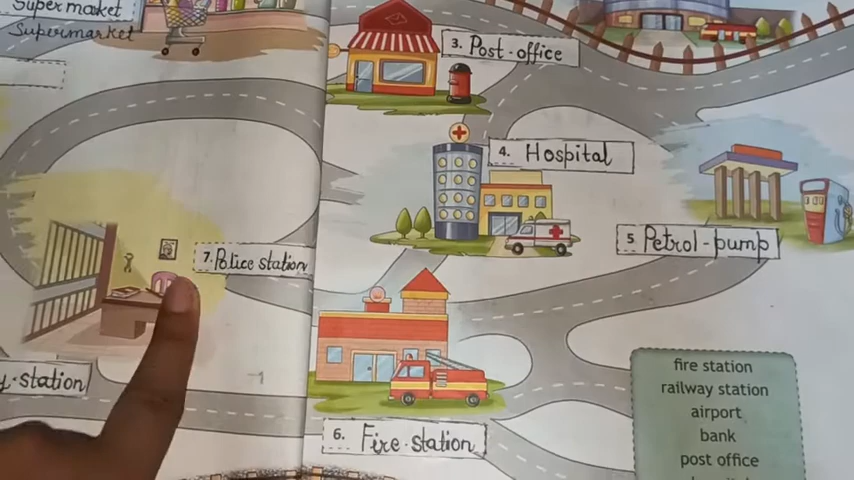 Super market
Supermarket
3. Post-office
4. Hospital
5 Petrol-pump
7. Police station
y-station
6. Fire-station
fire station
railway station
airport
bank
post office